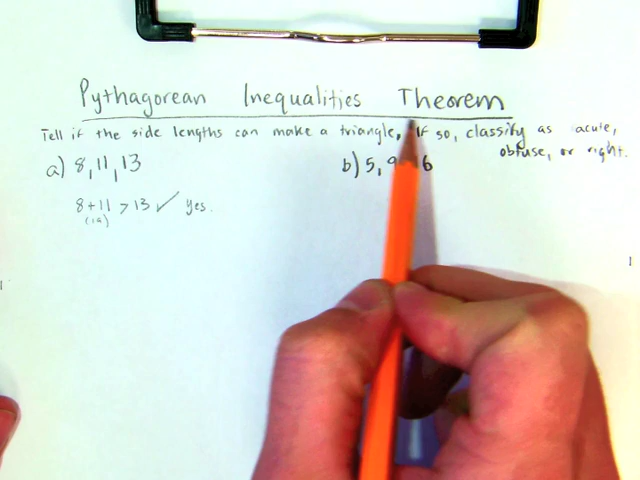 Pythagorean Inequalities Theorem
Tell if the side lengths can make a triangle, If so, classify as acute,
obtuse, or right.
a) 8, 11, 13 b) 5, 9 6
8 + 11 > 13 ✓ yes.
(19)